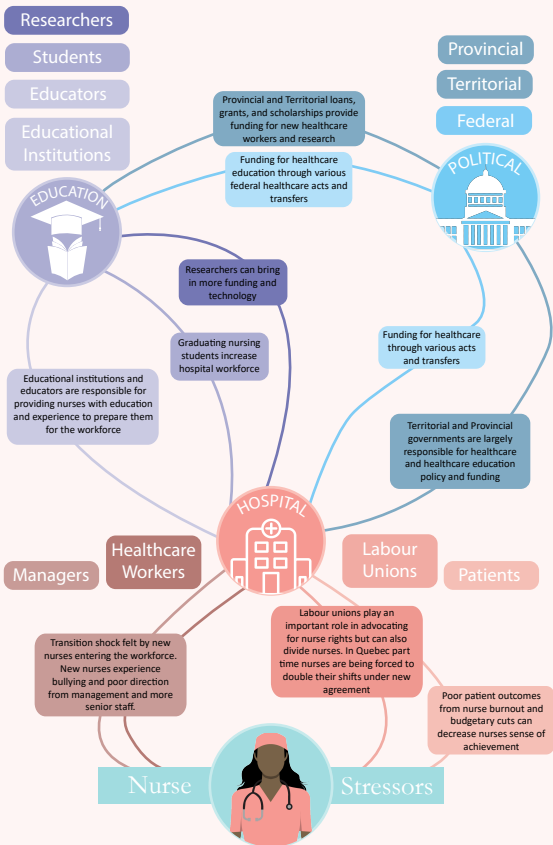 Researchers
Students
Educators
Educational
Institutions
Provincial
Territorial
Federal
Provincial and Territorial loans,
grants, and scholarships provide
funding for new healthcare
workers and research
Funding for healthcare
education through various
federal healthcare acts and
transfers
EDUCATION
POLITICAL
Researchers can bring
in more funding and
technology
Graduating nursing
students increase
hospital workforce
Funding for healthcare
through various acts
and transfers
Educational institutions and
educators are responsible for
providing nurses with education
and experience to prepare them
for the workforce
Territorial and Provincial
governments are largely
responsible for healthcare
and healthcare education
policy and funding
HOSPITAL
Managers
Healthcare
Workers
Labour
Unions
Patients
Transition shock felt by new
nurses entering the workforce.
New nurses experience
bullying and poor direction
from management and more
senior staff.
Labour unions play an
important role in advocating
for nurse rights but can also
divide nurses. In Quebec part
time nurses are being forced to
double their shifts under new
agreement
Poor patient outcomes
from nurse burnout and
budgetary cuts can
decrease nurses sense of
achievement
Nurse Stressors